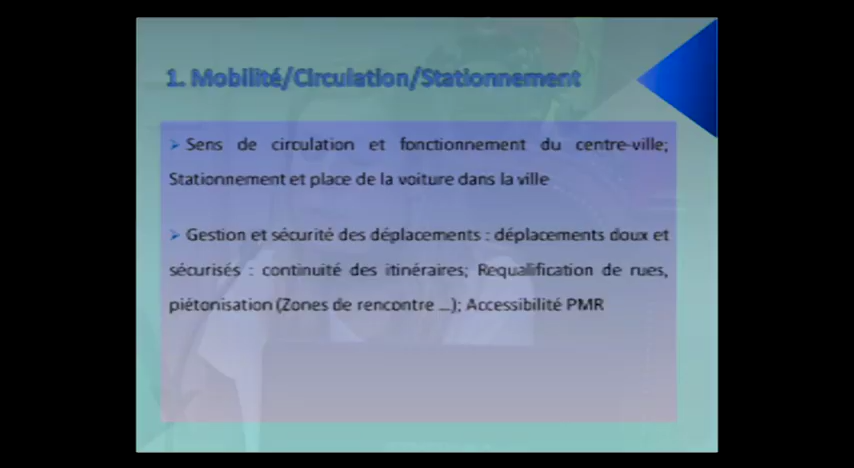 1. Mobilité/Circulation/Stationnement
➢ Sens de circulation et fonctionnement du centre-ville;
Stationnement et place de la voiture dans la ville
➢ Gestion et sécurité des déplacements : déplacements doux et
sécurisés : continuité des itinéraires; Requalification de rues,
piétonisation (Zones de rencontre ...); Accessibilité PMR